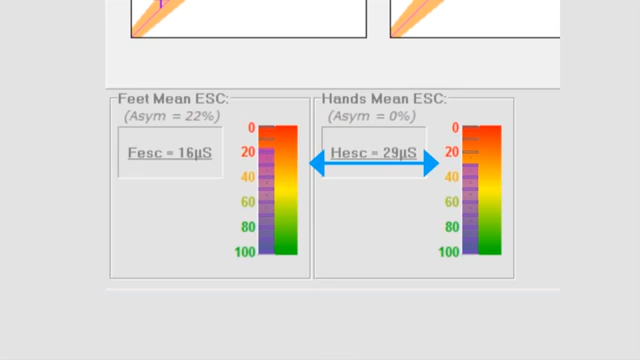 Feet Mean ESC:
(Asym = 22%)
Fesc = 16µS
0
20
40
60
80
100
Hands Mean ESC:
(Asym = 0%)
Hesc = 29µS
0
20
40
60
80
100